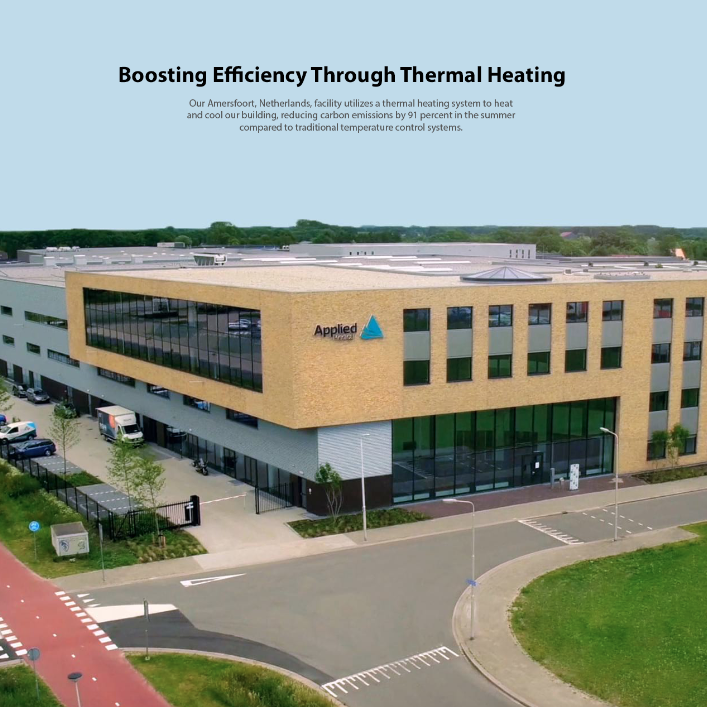 Boosting Efficiency Through Thermal Heating
Our Amersfoort, Netherlands, facility utilizes a thermal heating system to heat
and cool our building, reducing carbon emissions by 91 percent in the summer
compared to traditional temperature control systems.
Applied